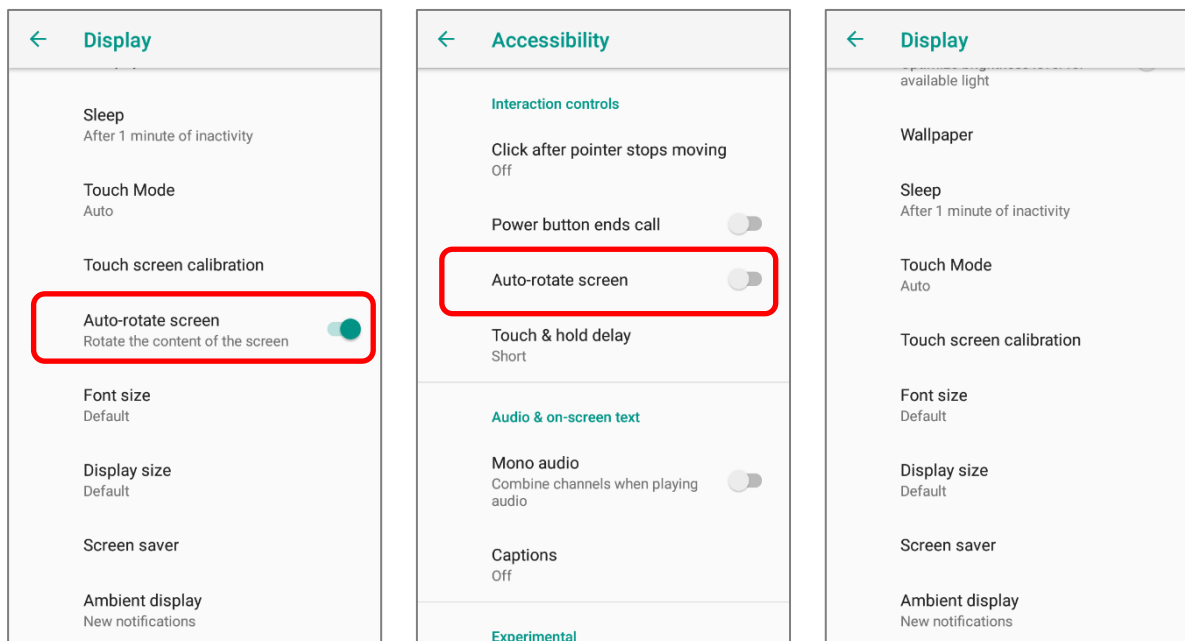 Display
Sleep
After 1 minute of inactivity
Touch Mode
Auto
Touch screen calibration
Auto-rotate screen
Rotate the content of the screen
Font size
Default
Display size
Default
Screen saver
Ambient display
New notifications
Accessibility
Interaction controls
Click after pointer stops moving
Off
Power button ends call
Auto-rotate screen
Touch & hold delay
Short
Audio & on-screen text
Mono audio
Combine channels when playing
audio
Captions
Off
Experimental
Display
available light
Wallpaper
Sleep
After 1 minute of inactivity
Touch Mode
Auto
Touch screen calibration
Font size
Default
Display size
Default
Screen saver
Ambient display
New notifications